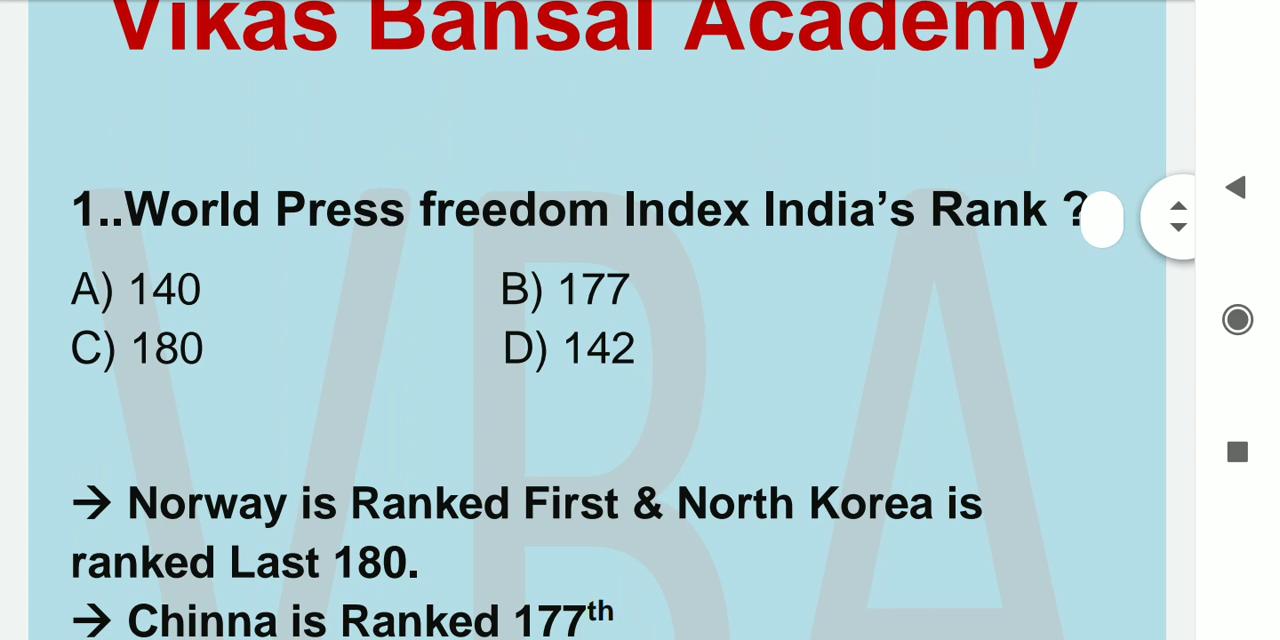 Vikas Bansal Academy
1..World Press freedom Index India's Rank ?
A) 140 B) 177
C) 180 D) 142
→ Norway is Ranked First & North Korea is
ranked Last 180.
→ Chinna is Ranked 177th
VBA